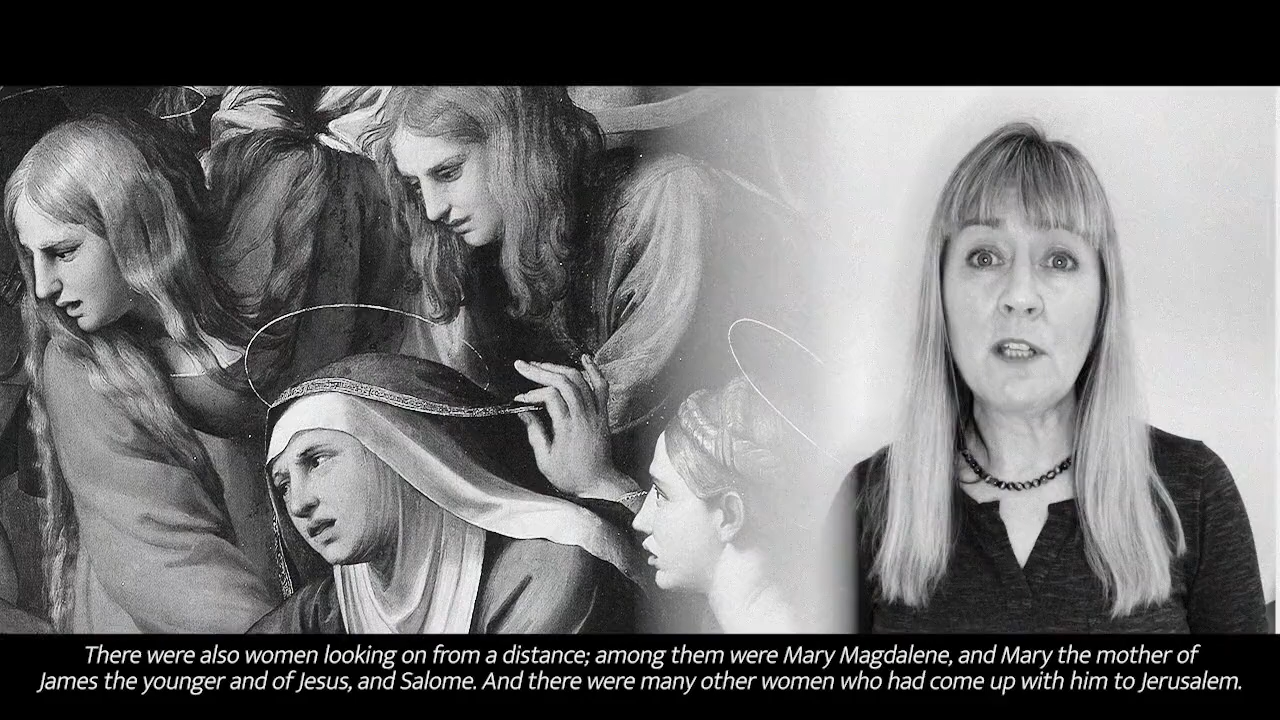 There were also women looking on from a distance; among them were Mary Magdalene, and Mary the mother of
James the younger and of Jesus, and Salome. And there were many other women who had come up with him to Jerusalem.